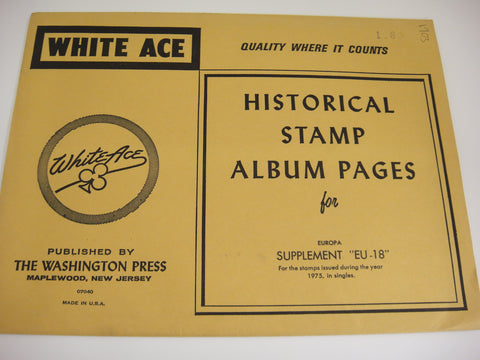 WHITE ACE
QUALITY WHERE IT COUNTS
White Ace
PUBLISHED BY
THE WASHINGTON PRESS
MAPLEWOOD, NEW JERSEY
07040
MADE IN U.S.A.
HISTORICAL
STAMP
ALBUM PAGES
for
EUROPA
SUPPLEMENT "EU-18"
For the stamps issued during the year
1975, in singles.